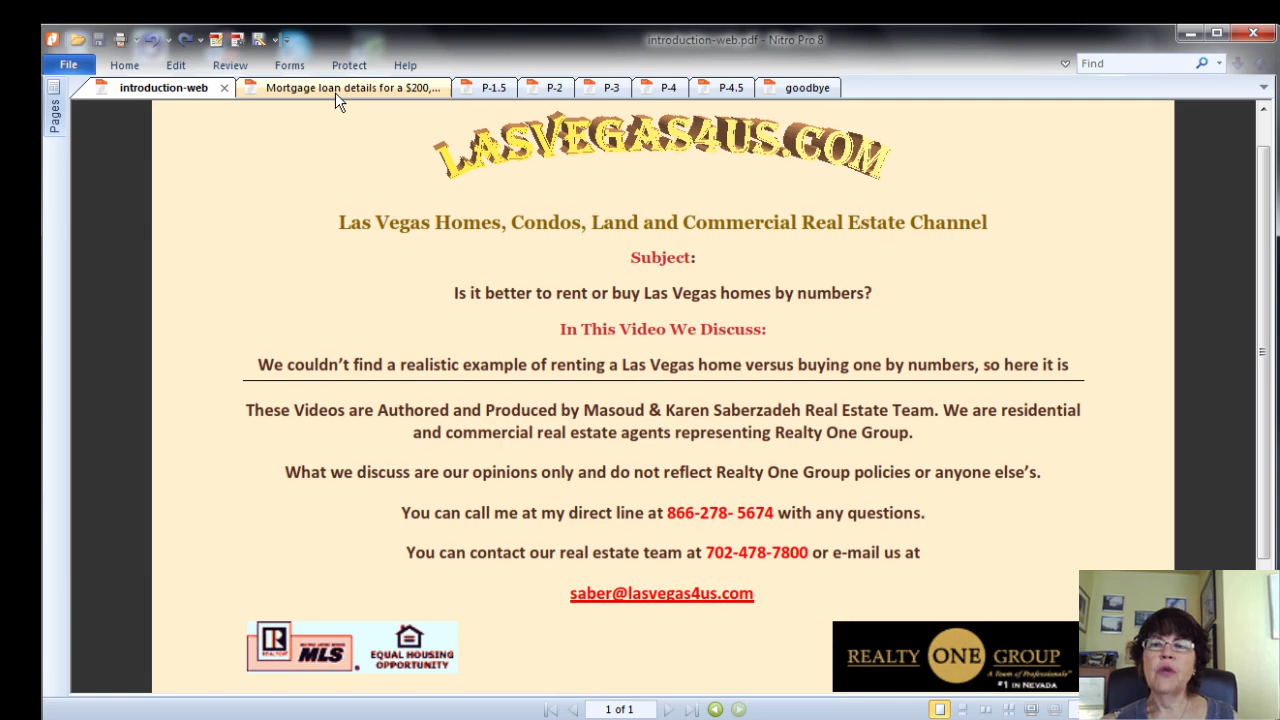 introduction-web.pdf - Nitro Pro 8
File Home Edit Review Forms Protect Help Find
introduction-web Mortgage loan details for a $200,... P-1.5 P-2 P-3 P-4 P-4.5 goodbye
Pages
LASVEGAS4US.COM
Las Vegas Homes, Condos, Land and Commercial Real Estate Channel
Subject:
Is it better to rent or buy Las Vegas homes by numbers?
In This Video We Discuss:
We couldn't find a realistic example of renting a Las Vegas home versus buying one by numbers, so here it is
These Videos are Authored and Produced by Masoud & Karen Saberzadeh Real Estate Team. We are residential
and commercial real estate agents representing Realty One Group.
What we discuss are our opinions only and do not reflect Realty One Group policies or anyone else's.
You can call me at my direct line at 866-278- 5674 with any questions.
You can contact our real estate team at 702-478-7800 or e-mail us at
saber@lasvegas4us.com
R
REALTOR
MLS
EQUAL HOUSING
OPPORTUNITY
REALTY ONE GROUP
A Team of Professionals
#1 IN NEVADA
1 of 1